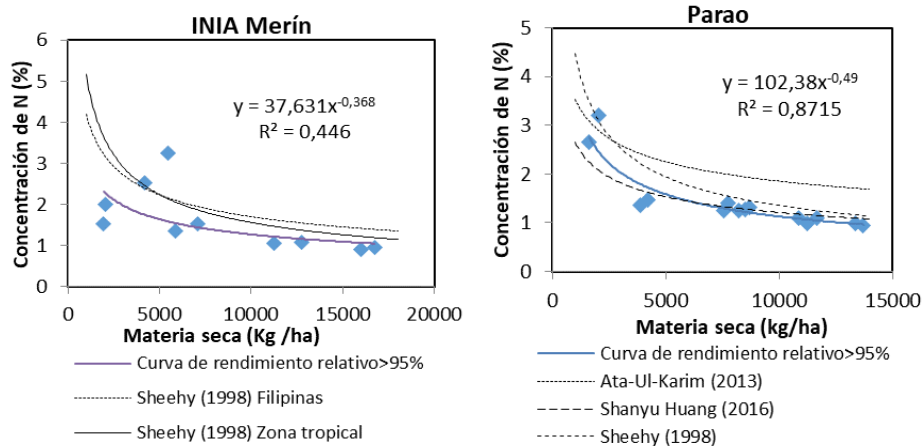 INIA Merín
Concentración de N (%)
6
5
4
3
2
1
0
y = 37,631x^-0,368
R² = 0,446
0 5000 10000 15000 20000
Materia seca (Kg /ha)
Curva de rendimiento relativo>95%
Sheehy (1998) Filipinas
Sheehy (1998) Zona tropical
Parao
Concentración de N (%)
5
4
3
2
1
0
y = 102,38x^-0,49
R² = 0,8715
0 5000 10000 15000
Materia seca (kg/ha)
Curva de rendimiento relativo>95%
Ata-Ul-Karim (2013)
Shanyu Huang (2016)
Sheehy (1998)